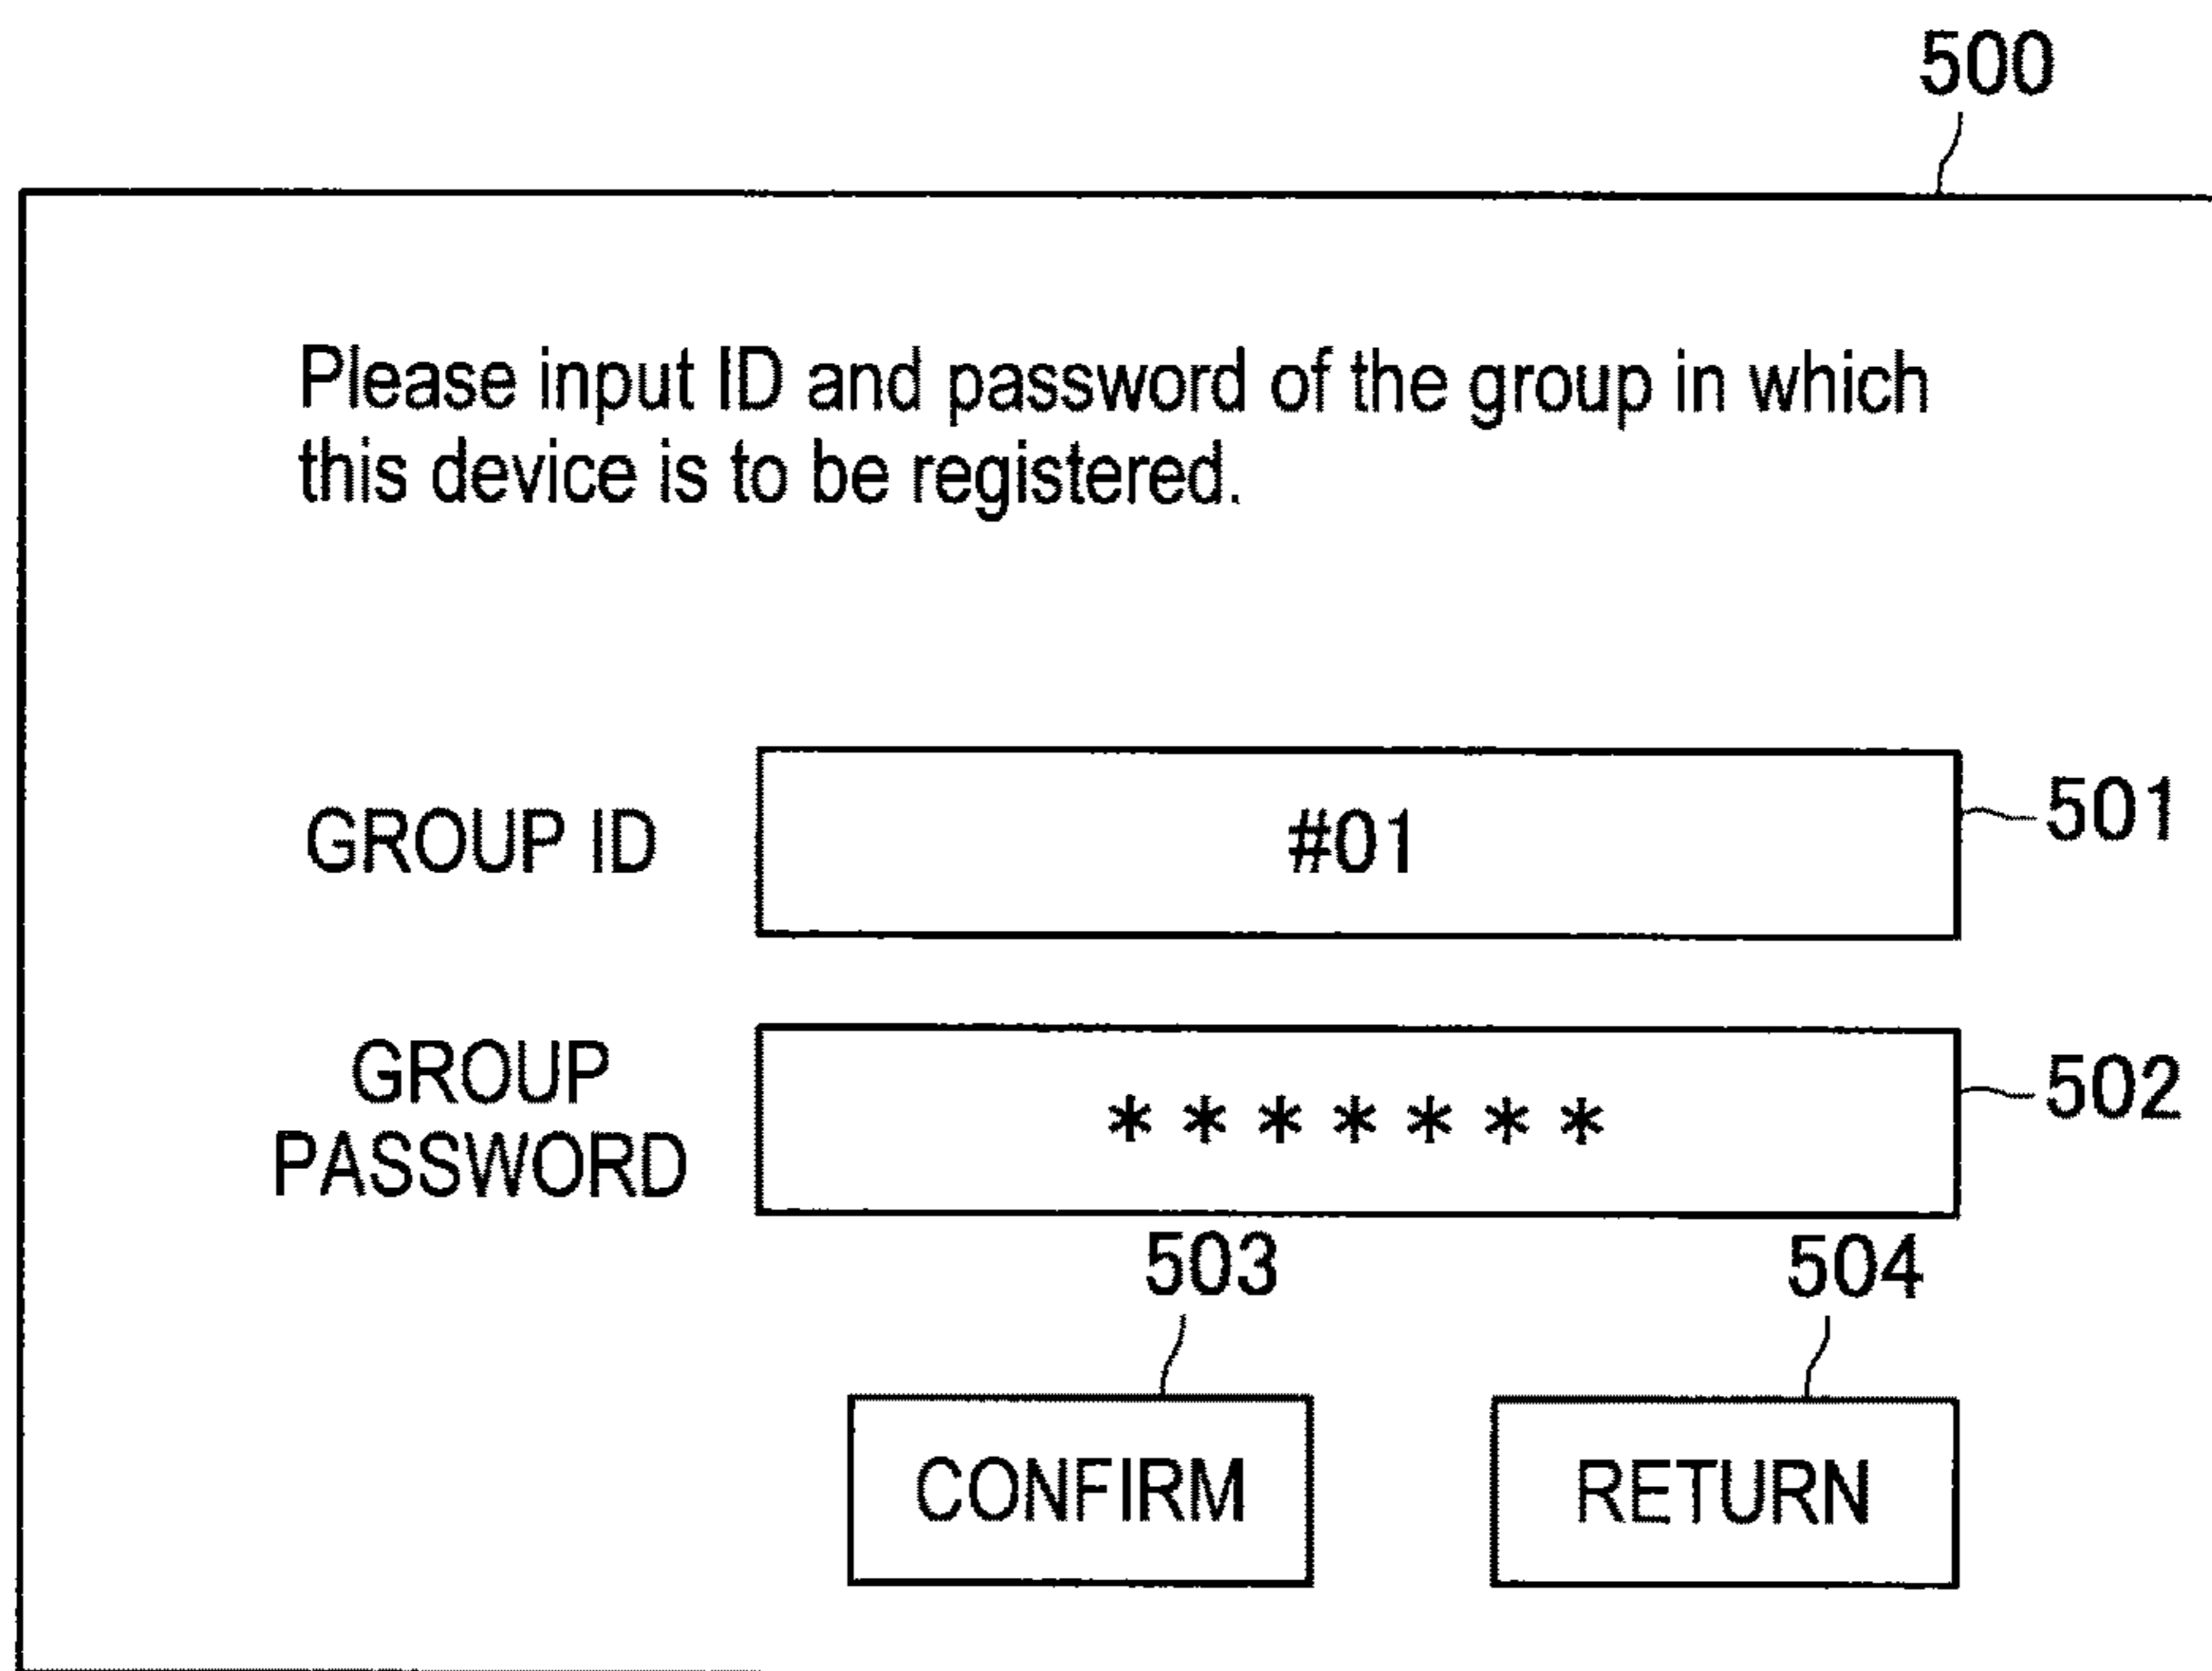 500
Please input ID and password of the group in which
this device is to be registered.
GROUP ID
#01
501
GROUP
PASSWORD
* * * * * * *
502
503
504
CONFIRM
RETURN